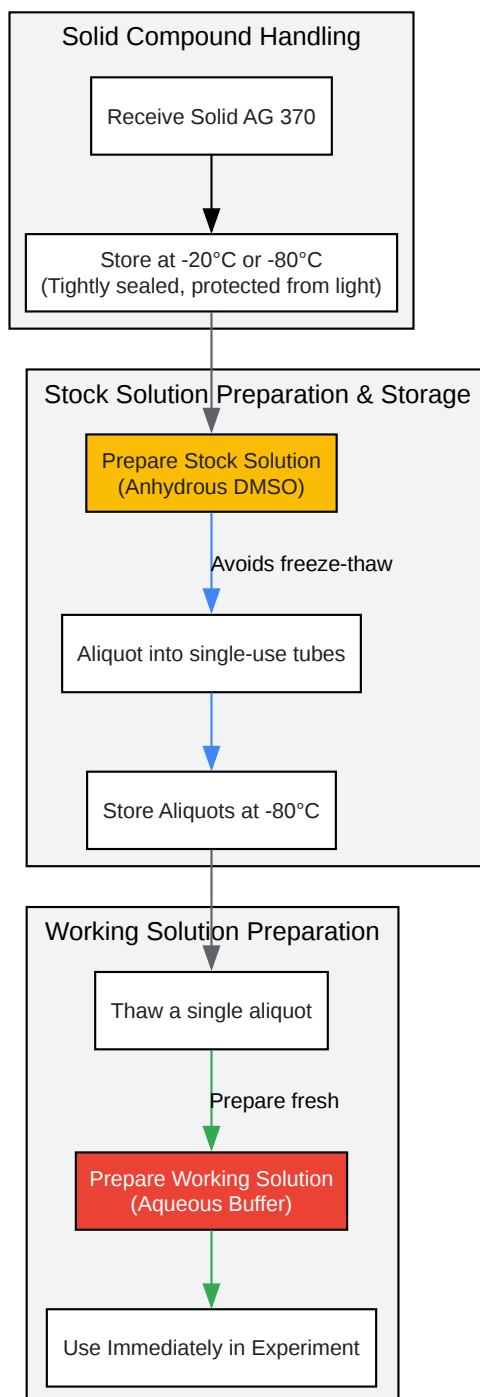 Solid Compound Handling
Receive Solid AG 370
Store at -20°C or -80°C
(Tightly sealed, protected from light)
Stock Solution Preparation & Storage
Prepare Stock Solution
(Anhydrous DMSO)
Avoids freeze-thaw
Aliquot into single-use tubes
Store Aliquots at -80°C
Working Solution Preparation
Thaw a single aliquot
Prepare fresh
Prepare Working Solution
(Aqueous Buffer)
Use Immediately in Experiment